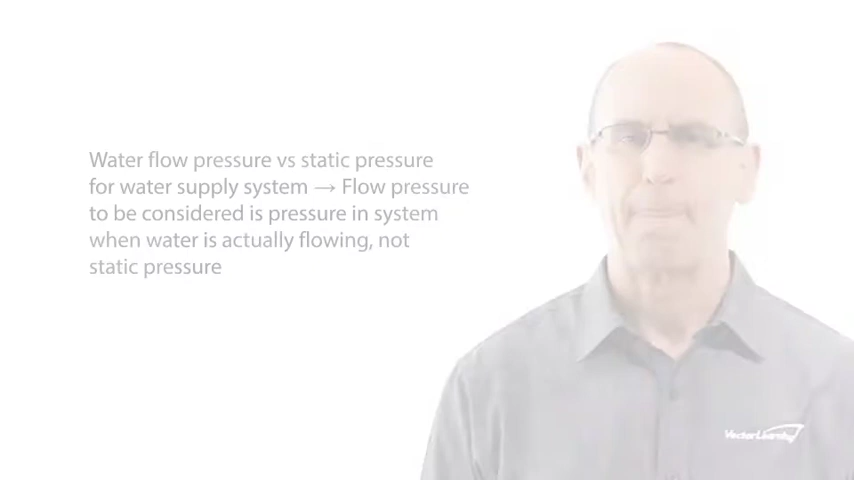 Water flow pressure vs static pressure
for water supply system → Flow pressure
to be considered is pressure in system
when water is actually flowing, not
static pressure
VectorLearning